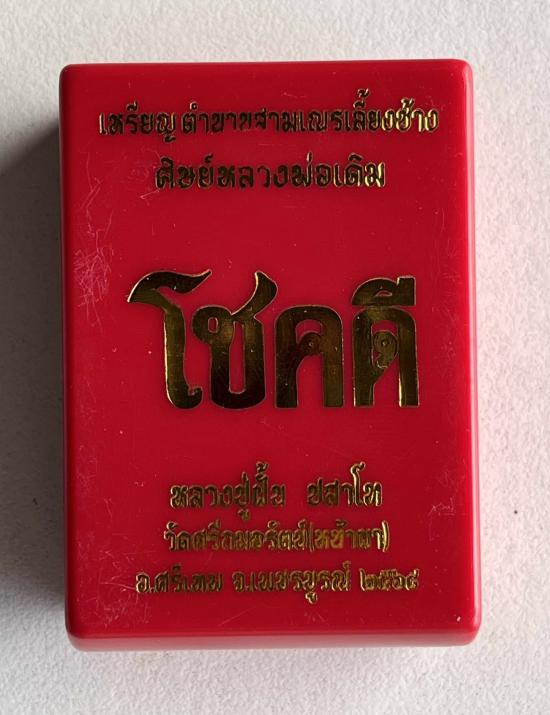 เหรียญตำนานสามเณรเลี้ยงช้าง
ศิษย์หลวงพ่อเดิม
โชคดี
หลวงปู่ฝั้น ปสาโท
วัดศรีถมอรัตน์(หน้าผา)
อ.ศรีเทพ จ.เพชรบูรณ์ ๒๕๖๔